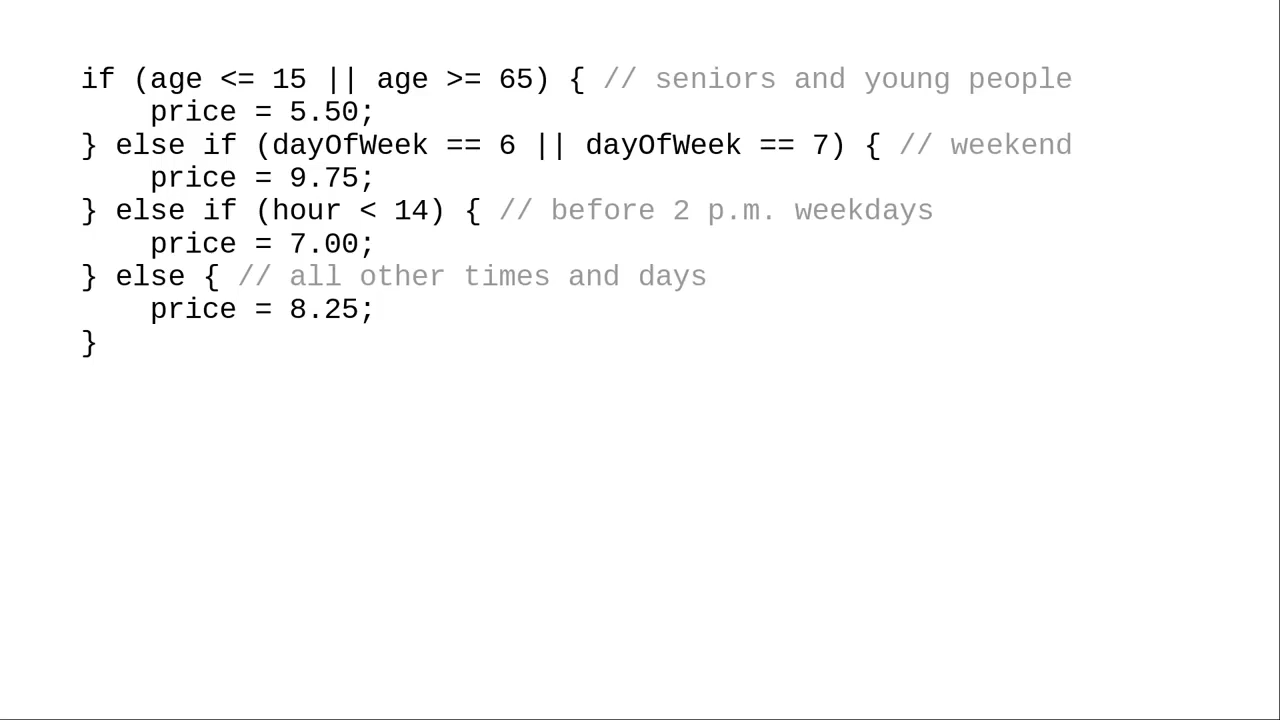 if (age <= 15 || age >= 65) { // seniors and young people
    price = 5.50;
} else if (dayOfWeek == 6 || dayOfWeek == 7) { // weekend
    price = 9.75;
} else if (hour < 14) { // before 2 p.m. weekdays
    price = 7.00;
} else { // all other times and days
    price = 8.25;
}